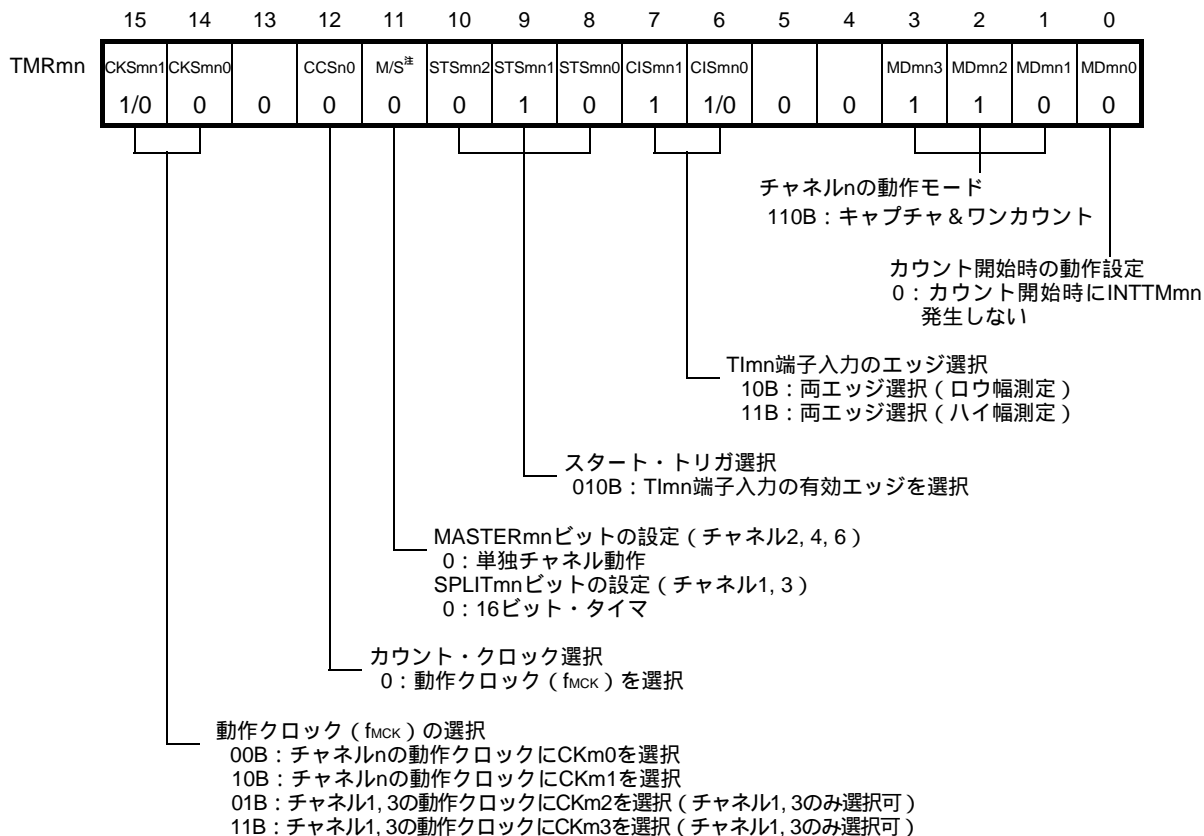 15 14 13 12 11 10 9 8 7 6 5 4 3 2 1 0
TMRmn CKSmn1 CKSmn0 CCSn0 M/S注 STSmn2 STSmn1 STSmn0 CISmn1 CISmn0 MDmn3 MDmn2 MDmn1 MDmn0
1/0 0 0 0 0 0 1 0 1 1/0 0 0 1 1 0 0
チャネルnの動作モード
110B：キャプチャ＆ワンカウント
カウント開始時の動作設定
0：カウント開始時にINTTMmn
発生しない
TImn端子入力のエッジ選択
10B：両エッジ選択（ロウ幅測定）
11B：両エッジ選択（ハイ幅測定）
スタート・トリガ選択
010B：TImn端子入力の有効エッジを選択
MASTERmnビットの設定（チャネル2, 4, 6）
0：単独チャネル動作
SPLITmnビットの設定（チャネル1, 3）
0：16ビット・タイマ
カウント・クロック選択
0：動作クロック（fMCK）を選択
動作クロック（fMCK）の選択
00B：チャネルnの動作クロックにCKm0を選択
10B：チャネルnの動作クロックにCKm1を選択
01B：チャネル1, 3の動作クロックにCKm2を選択（チャネル1, 3のみ選択可）
11B：チャネル1, 3の動作クロックにCKm3を選択（チャネル1, 3のみ選択可）